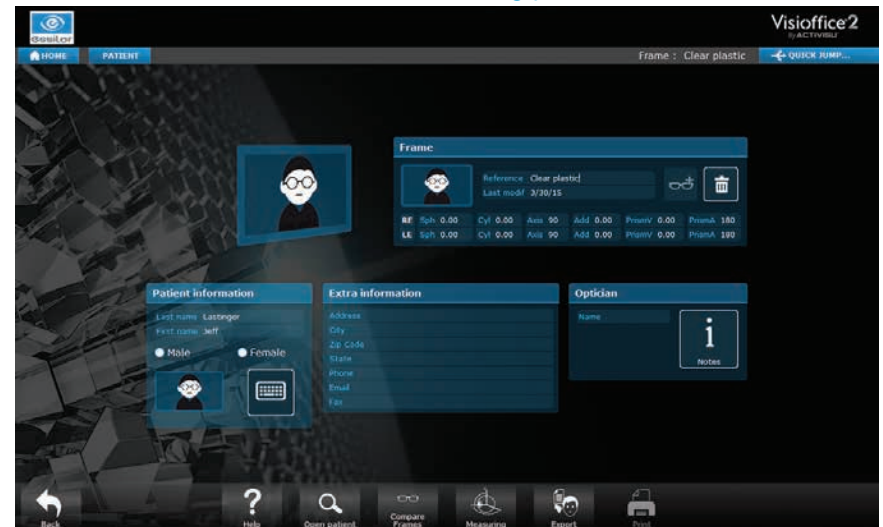 essilor
Visioffice 2
By ACTIVISU
HOME
PATIENT
Frame : Clear plastic
QUICK JUMP...
Frame
Reference Clear plastic
Last modif 3/30/15
RE Sph 0.00 Cyl 0.00 Axis 90 Add 0.00 PrismV 0.00 PrismA 180
LE Sph 0.00 Cyl 0.00 Axis 90 Add 0.00 PrismV 0.00 PrismA 180
Patient information
Last name Lastinger
First name Jeff
Male
Female
Extra information
Address
City
Zip Code
State
Phone
Email
Fax
Optician
Name
i
Notes
Back
Help
Open patient
Compare
Frames
Measuring
Export
Print